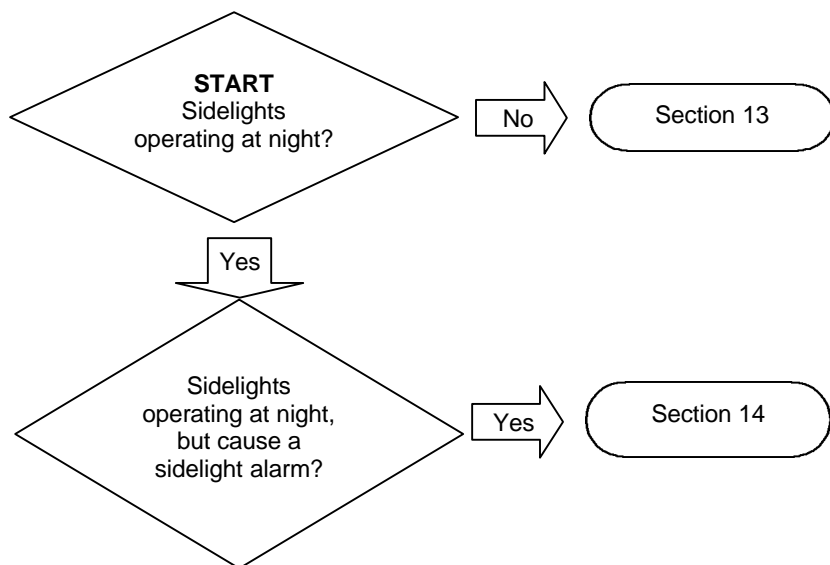 START
Sidelights
operating at night?
No
Section 13
Yes
Sidelights
operating at night,
but cause a
sidelight alarm?
Yes
Section 14